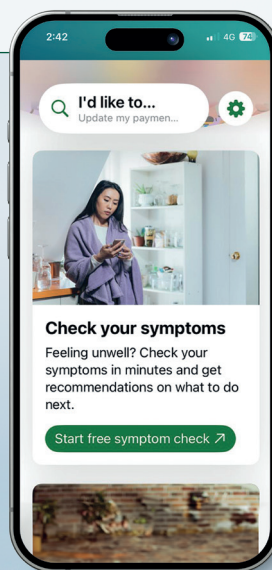 2:42
4G 74
I'd like to...
Update my paymen...
Check your symptoms
Feeling unwell? Check your
symptoms in minutes and get
recommendations on what to do
next.
Start free symptom check ↗